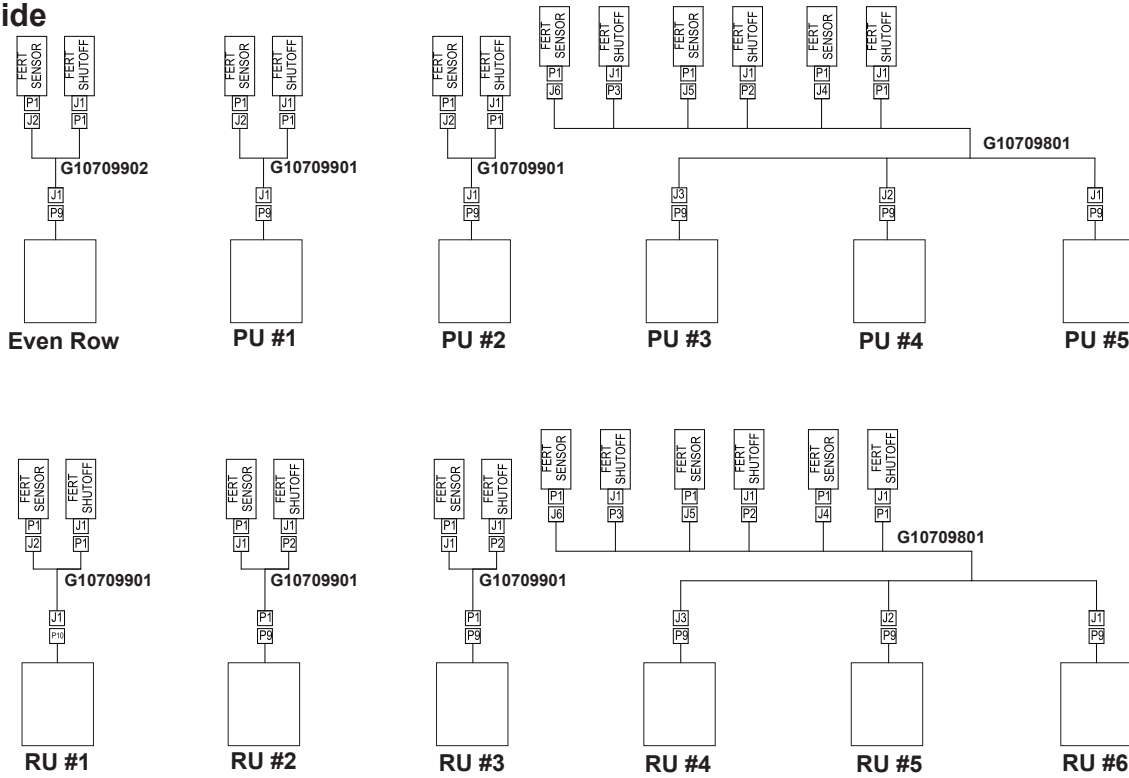 ide
FERT SENSOR
FERT SHUTOFF
P1 J1
J2 P1
G10709902
J1
P9
Even Row
FERT SENSOR
FERT SHUTOFF
P1 J1
J2 P1
G10709901
J1
P9
PU #1
FERT SENSOR
FERT SHUTOFF
P1 J1
J2 P1
G10709901
J1
P9
PU #2
FERT SENSOR
FERT SHUTOFF
FERT SENSOR
FERT SHUTOFF
FERT SENSOR
FERT SHUTOFF
P1 J1 P1 J1 P1 J1
J6 P3 J5 P2 J4 P1
G10709801
J3 J2 J1
P9 P9 P9
PU #3 PU #4 PU #5
FERT SENSOR
FERT SHUTOFF
P1 J1
J2 P1
G10709901
J1
P10
RU #1
FERT SENSOR
FERT SHUTOFF
P1 J1
J1 P2
G10709901
P1
P9
RU #2
FERT SENSOR
FERT SHUTOFF
P1 J1
J1 P2
G10709901
P1
P9
RU #3
FERT SENSOR
FERT SHUTOFF
FERT SENSOR
FERT SHUTOFF
FERT SENSOR
FERT SHUTOFF
P1 J1 P1 J1 P1 J1
J6 P3 J5 P2 J4 P1
G10709801
J3 J2 J1
P9 P9 P9
RU #4 RU #5 RU #6